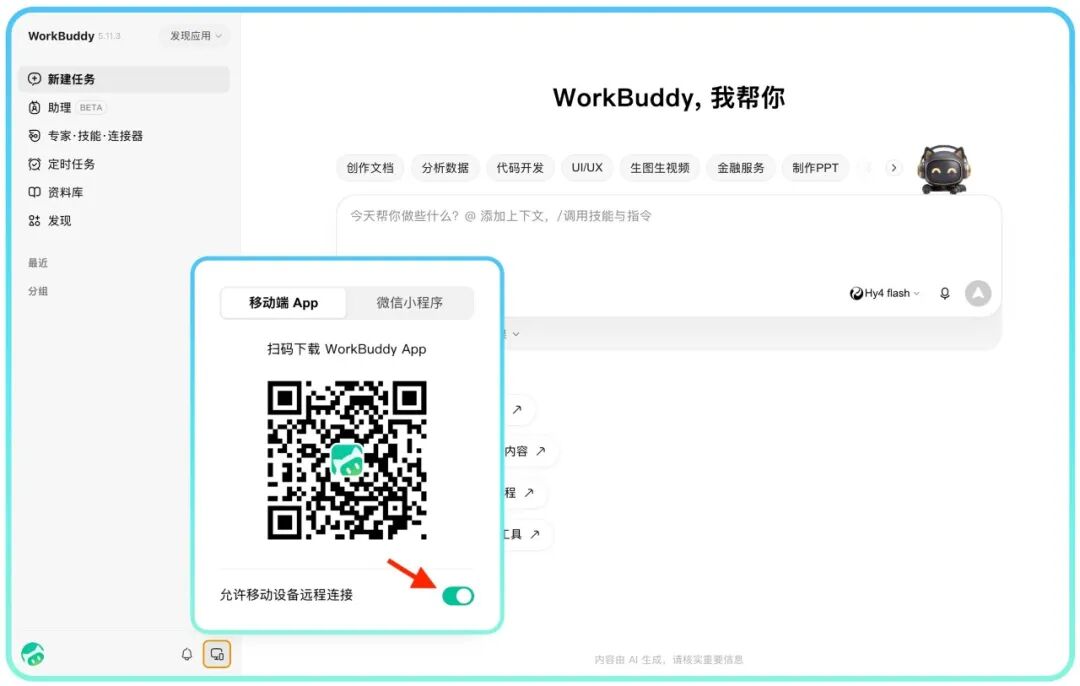 WorkBuddy 5.11.3
发现应用
新建任务
助理 BETA
专家·技能·连接器
定时任务
资料库
发现
最近
分组
WorkBuddy, 我帮你
创作文档 分析数据 代码开发 UI/UX 生图生视频 金融服务 制作PPT
今天帮你做些什么？@ 添加上下文，/调用技能与指令
Hy4 flash
移动端 App 微信小程序
扫码下载 WorkBuddy App
内容
程
工具
允许移动设备远程连接
内容由 AI 生成，请核实重要信息